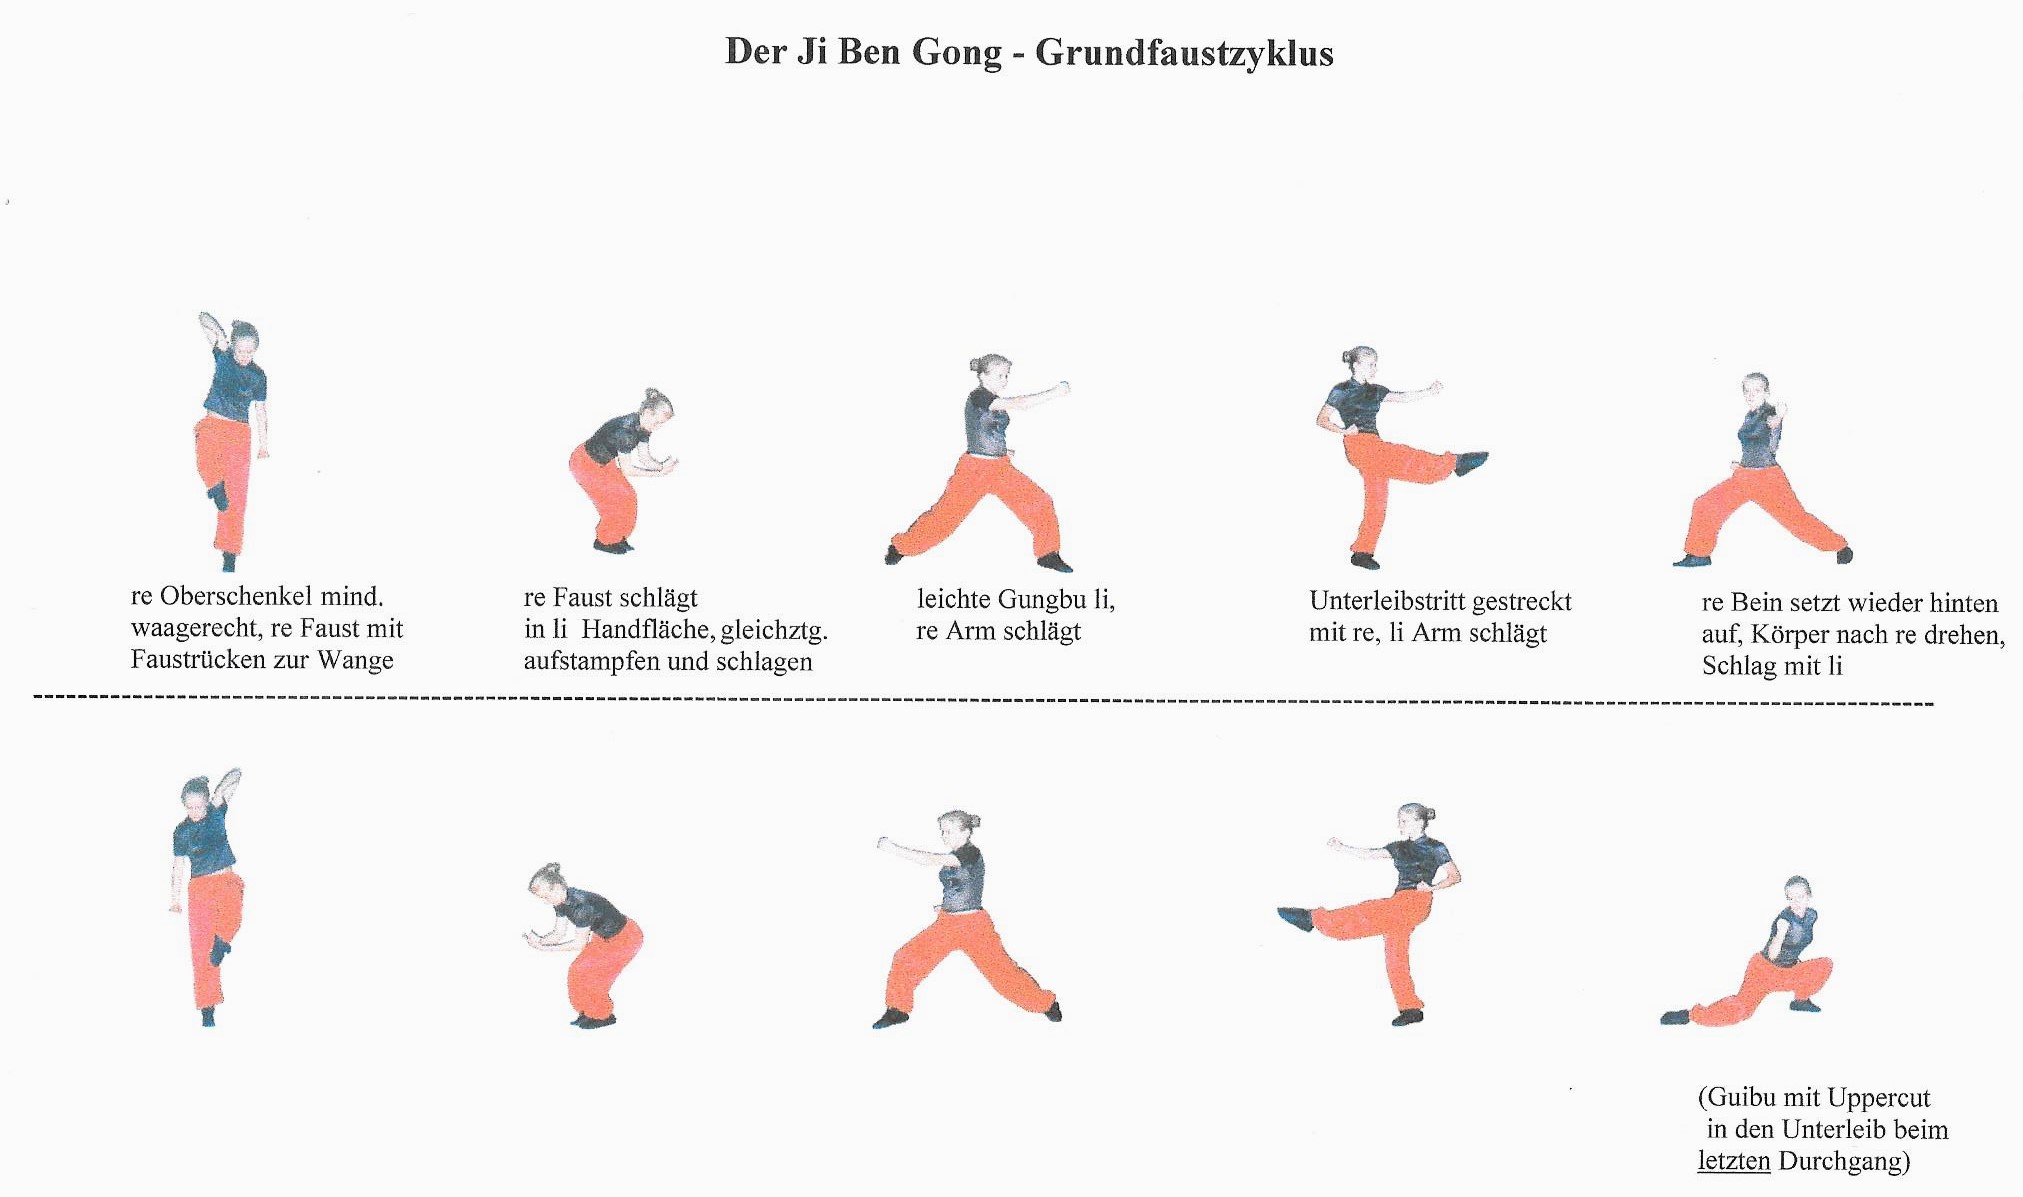 Der Ji Ben Gong - Grundfaustzyklus
re Oberschenkel mind.
waagerecht, re Faust mit
Faustrücken zur Wange
re Faust schlägt
in li Handfläche, gleichztg.
aufstampfen und schlagen
leichte Gungbu li,
re Arm schlägt
Unterleibstritt gestreckt
mit re, li Arm schlägt
re Bein setzt wieder hinten
auf, Körper nach re drehen,
Schlag mit li
(Guibu mit Uppercut
in den Unterleib beim
letzten Durchgang)